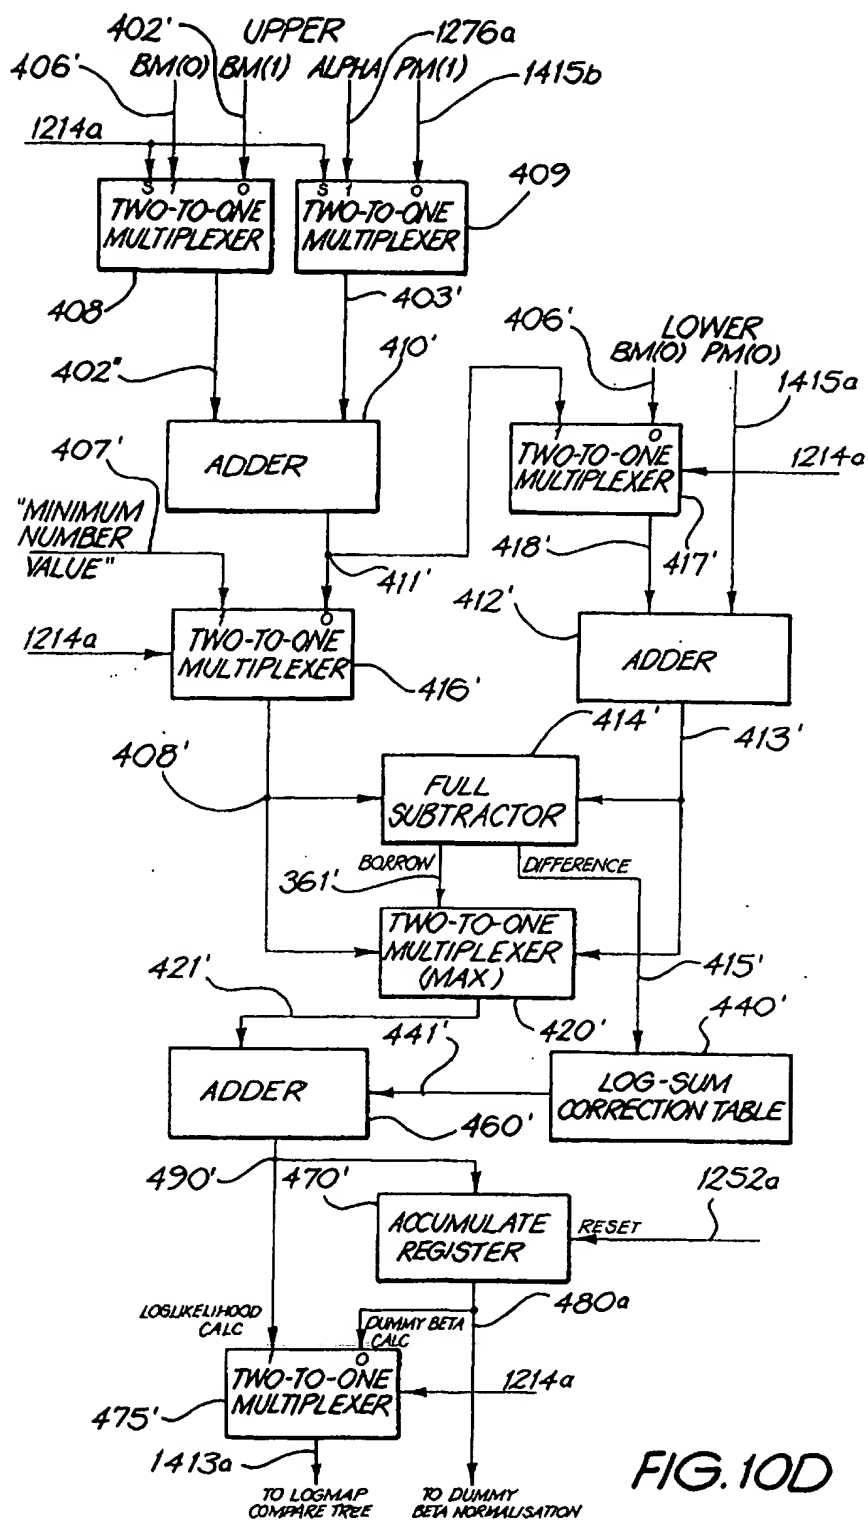 402' UPPER 1276a
406' BM(0) BM(1) ALPHA PM(1)
1415b
1214a
S 1 0 S 1 0
409
TWO-TO-ONE
MULTIPLEXER
TWO-TO-ONE
MULTIPLEXER
408
403'
406'
LOWER
BM(0) PM(0)
402"
410'
1415a
407'
ADDER
1 0
TWO-TO-ONE
MULTIPLEXER
1214a
"MINIMUM
NUMBER
VALUE"
411'
418'
417'
1 0
412'
1214a
TWO-TO-ONE
MULTIPLEXER
416'
ADDER
414'
413'
408'
FULL
SUBTRACTOR
BORROW
DIFFERENCE
361'
TWO-TO-ONE
MULTIPLEXER
(MAX)
415'
421'
420'
440'
441'
ADDER
LOG-SUM
CORRECTION TABLE
460'
490'
470'
1252a
ACCUMULATE
REGISTER
RESET
480a
LOGLIKELIHOOD
CALC
DUMMY BETA
CALC
1 0
TWO-TO-ONE
MULTIPLEXER
1214a
475'
1413a
TO LOGMAP
COMPARE TREE
TO DUMMY
BETA NORMALISATION
FIG. 10D